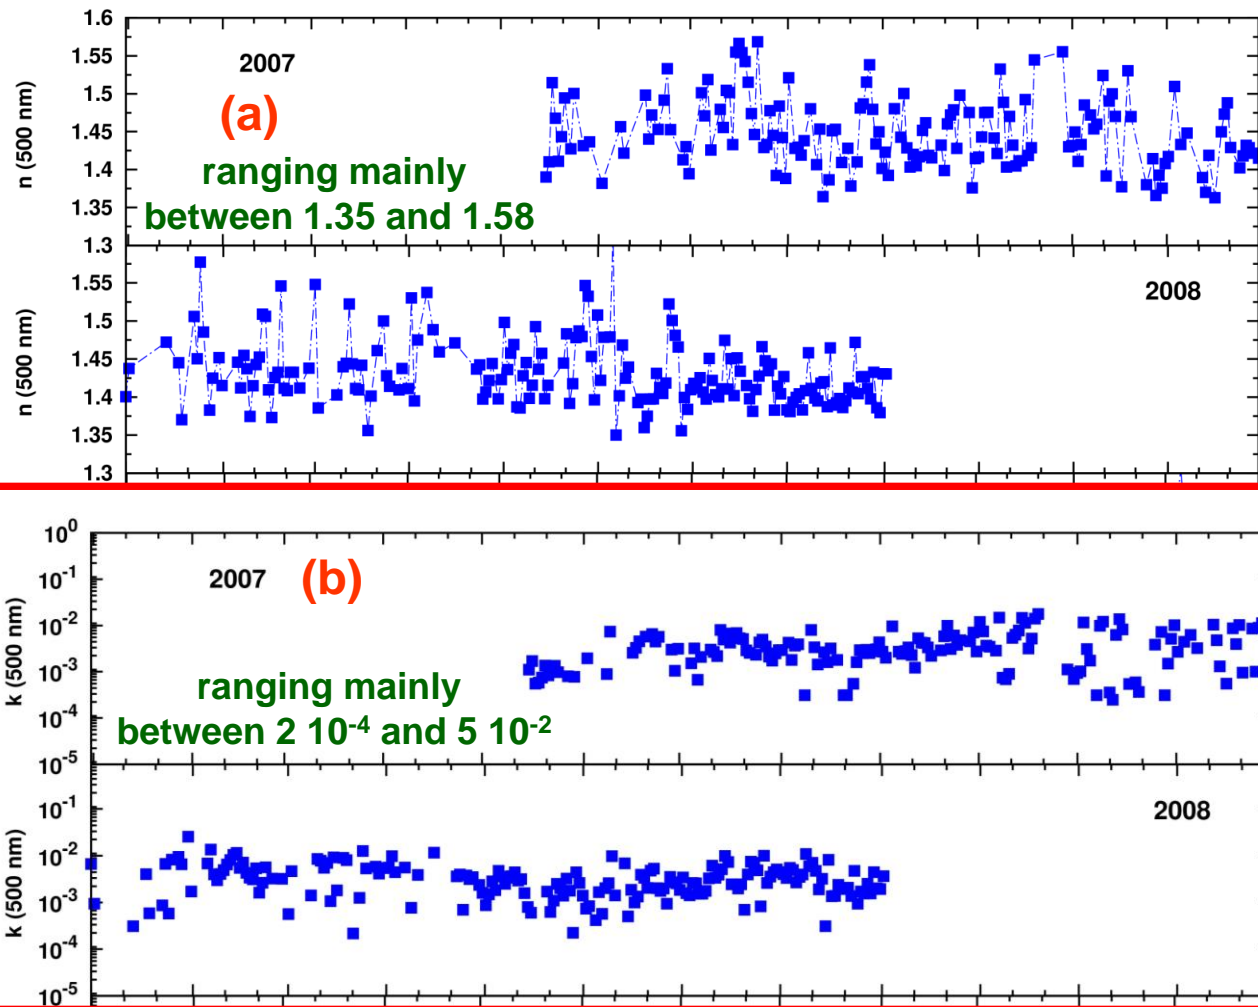 1.6
1.55
2007
n (500 nm)
1.5
(a)
1.45
1.4
ranging mainly
between 1.35 and 1.58
1.35
1.3
1.55
2008
n (500 nm)
1.5
1.45
1.4
1.35
1.3
10⁰
2007
(b)
10⁻¹
k (500 nm)
10⁻²
10⁻³
ranging mainly
between 2 10⁻⁴ and 5 10⁻²
10⁻⁴
10⁻⁵
10⁻¹
2008
k (500 nm)
10⁻²
10⁻³
10⁻⁴
10⁻⁵